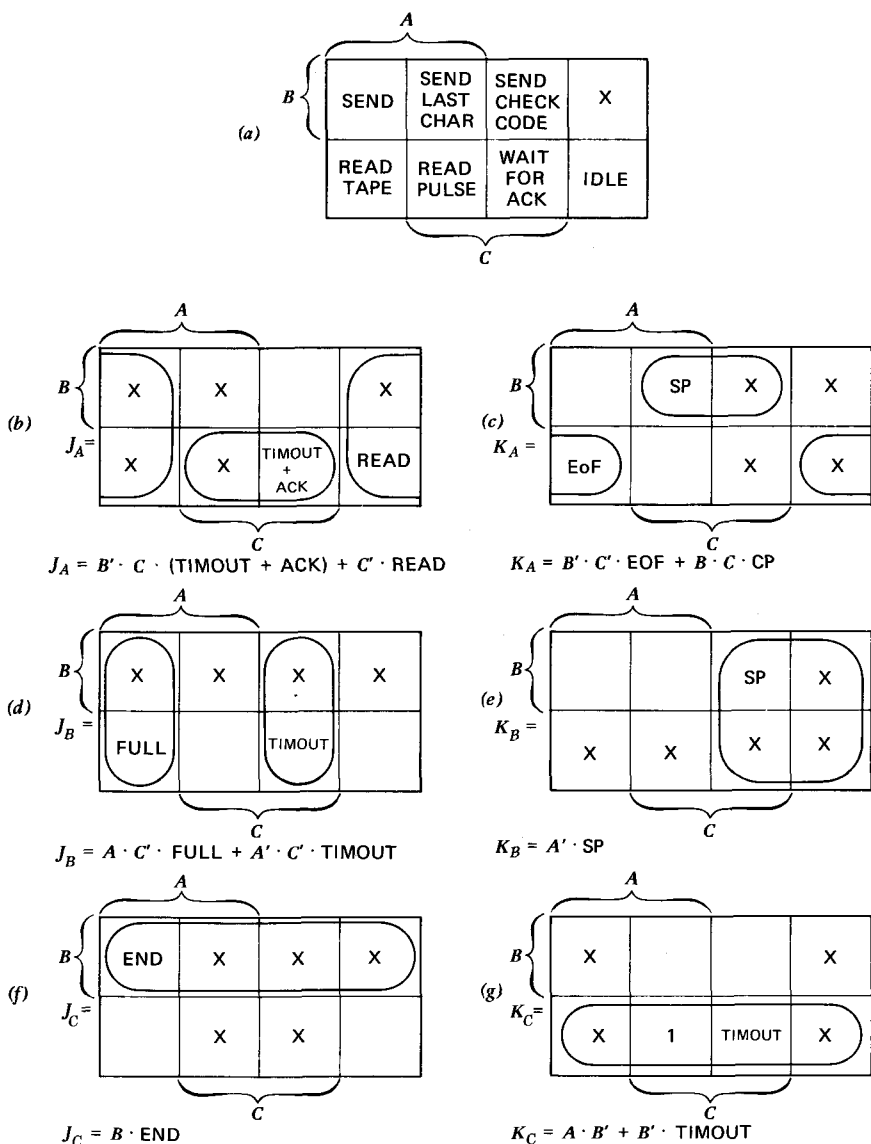 A
B
(a)
SEND
SEND LAST CHAR
SEND CHECK CODE
X
READ TAPE
READ PULSE
WAIT FOR ACK
IDLE
C
A
B
(b)
J_A =
X
X
X
X
X
TIMOUT + ACK
READ
C
J_A = B' · C · (TIMOUT + ACK) + C' · READ
A
B
(c)
K_A =
SP
X
X
EoF
X
X
C
K_A = B' · C' · EOF + B · C · CP
A
B
(d)
J_B =
X
X
X
X
FULL
TIMOUT
C
J_B = A · C' · FULL + A' · C' · TIMOUT
A
B
(e)
K_B =
SP
X
X
X
X
X
C
K_B = A' · SP
A
B
(f)
J_C =
END
X
X
X
X
X
C
J_C = B · END
A
B
(g)
K_C =
X
X
X
1
TIMOUT
X
C
K_C = A · B' + B' · TIMOUT